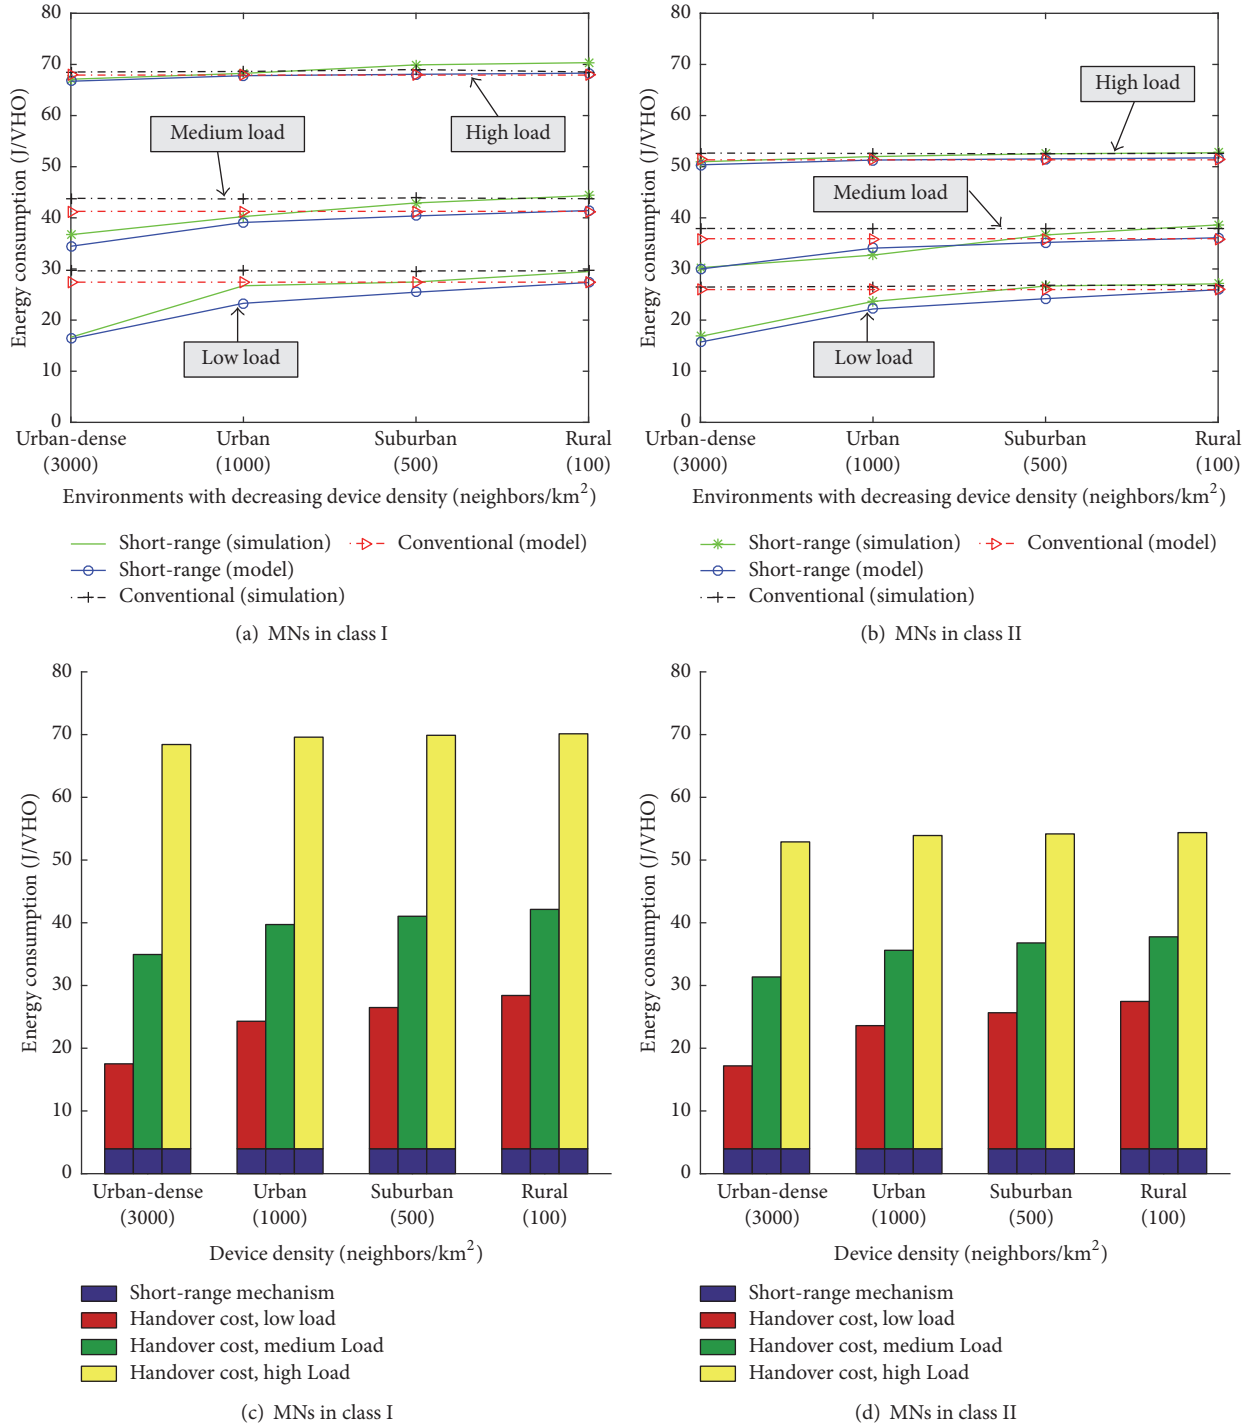 80
70
60
50
40
30
20
10
0
Energy consumption (J/VHO)
Medium load
High load
Low load
Urban-dense Urban Suburban Rural
(3000) (1000) (500) (100)
Environments with decreasing device density (neighbors/km²)
Short-range (simulation) Conventional (model)
Short-range (model)
Conventional (simulation)
(a) MNs in class I
80
70
60
50
40
30
20
10
0
Energy consumption (J/VHO)
High load
Medium load
Low load
Urban-dense Urban Suburban Rural
(3000) (1000) (500) (100)
Environments with decreasing device density (neighbors/km²)
Short-range (simulation) Conventional (model)
Short-range (model)
Conventional (simulation)
(b) MNs in class II
80
70
60
50
40
30
20
10
0
Energy consumption (J/VHO)
Urban-dense Urban Suburban Rural
(3000) (1000) (500) (100)
Device density (neighbors/km²)
Short-range mechanism
Handover cost, low load
Handover cost, medium Load
Handover cost, high Load
(c) MNs in class I
80
70
60
50
40
30
20
10
0
Energy consumption (J/VHO)
Urban-dense Urban Suburban Rural
(3000) (1000) (500) (100)
Device density (neighbors/km²)
Short-range mechanism
Handover cost, low load
Handover cost, medium Load
Handover cost, high Load
(d) MNs in class II